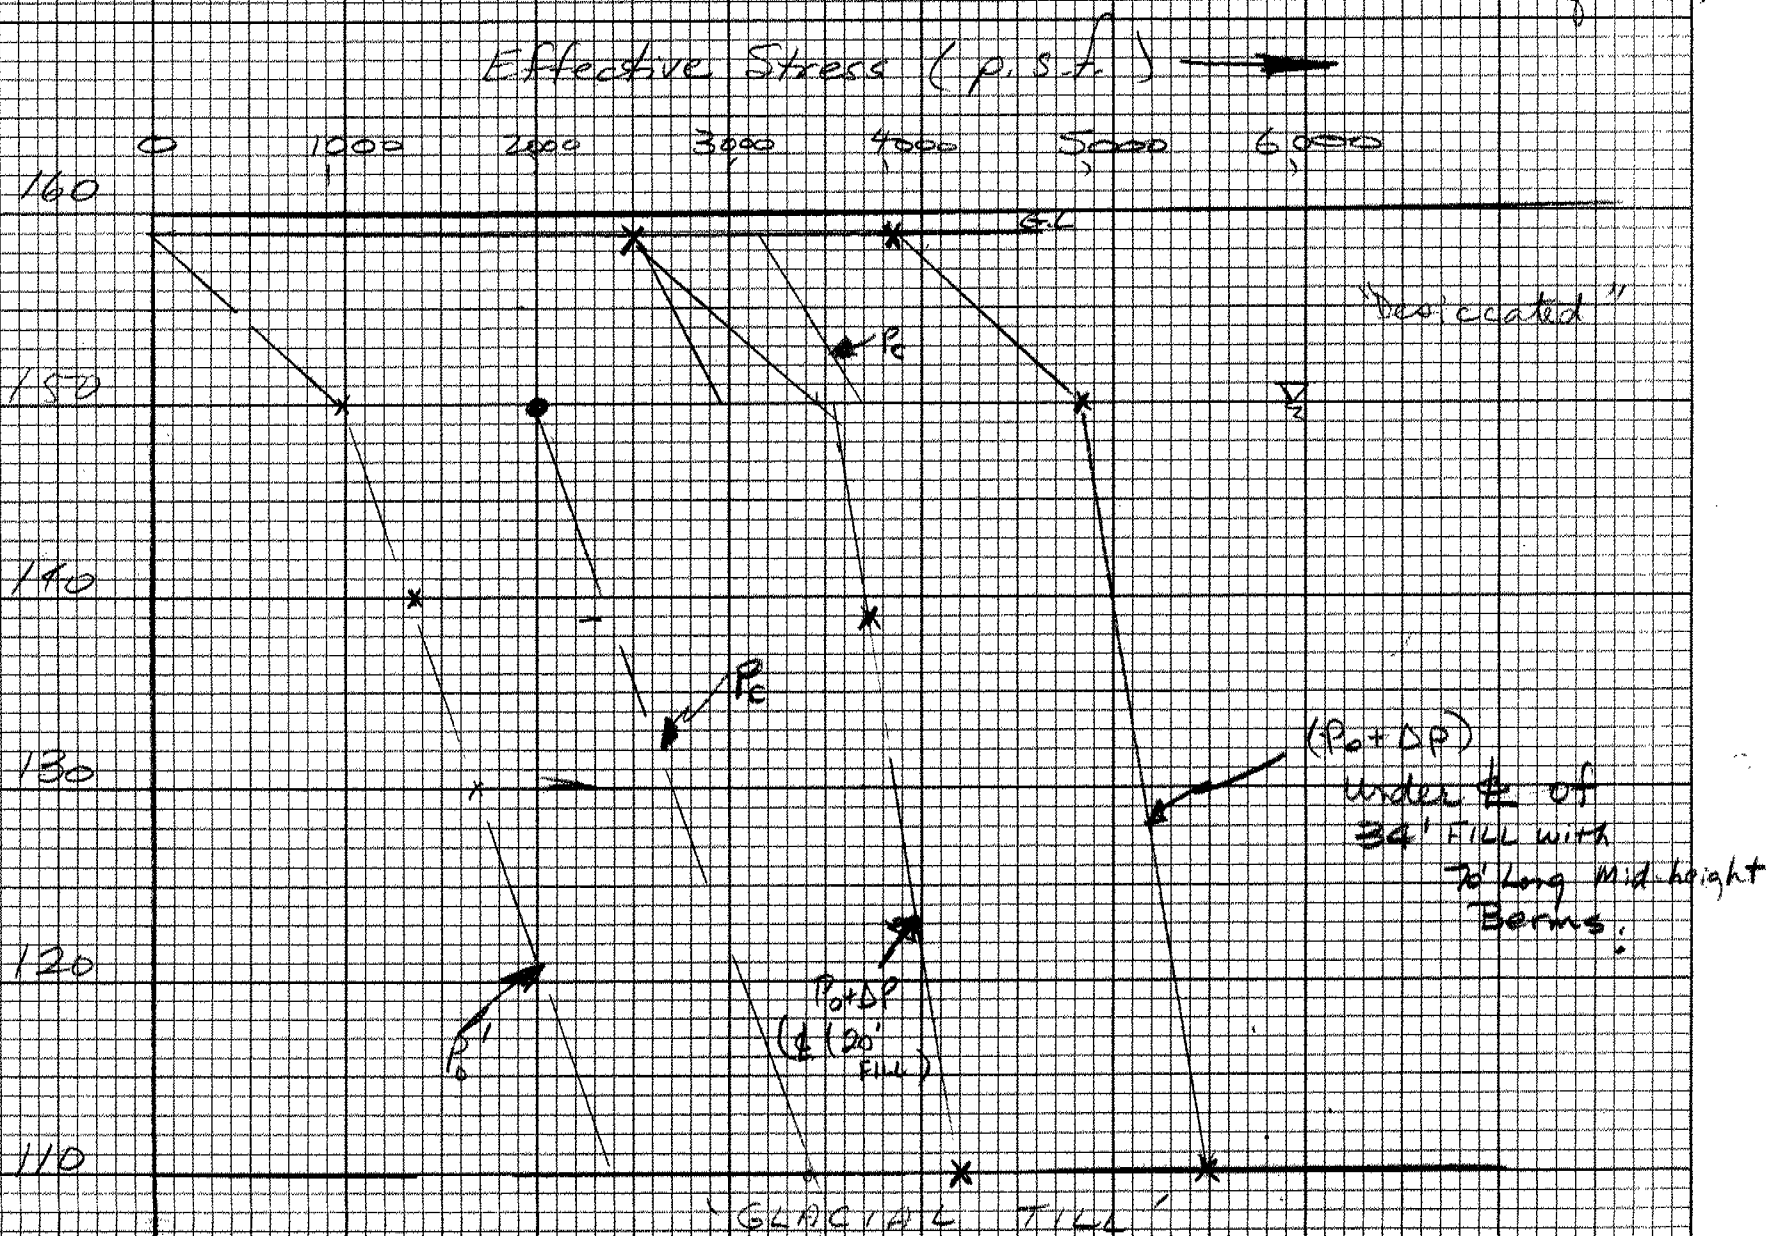 Effective Stress (p.s.f.)
0 1000 2000 3000 4000 5000 6000
160
G.L
"Desiccated"
Pc
150
140
Pc
130
(Po + ΔP)
under ℄ of
34' FILL with
70' Long Mid-height
Berms.
120
Po + ΔP
(℄ (20'
FILL)
Po'
110
'GLACIAL TILL'